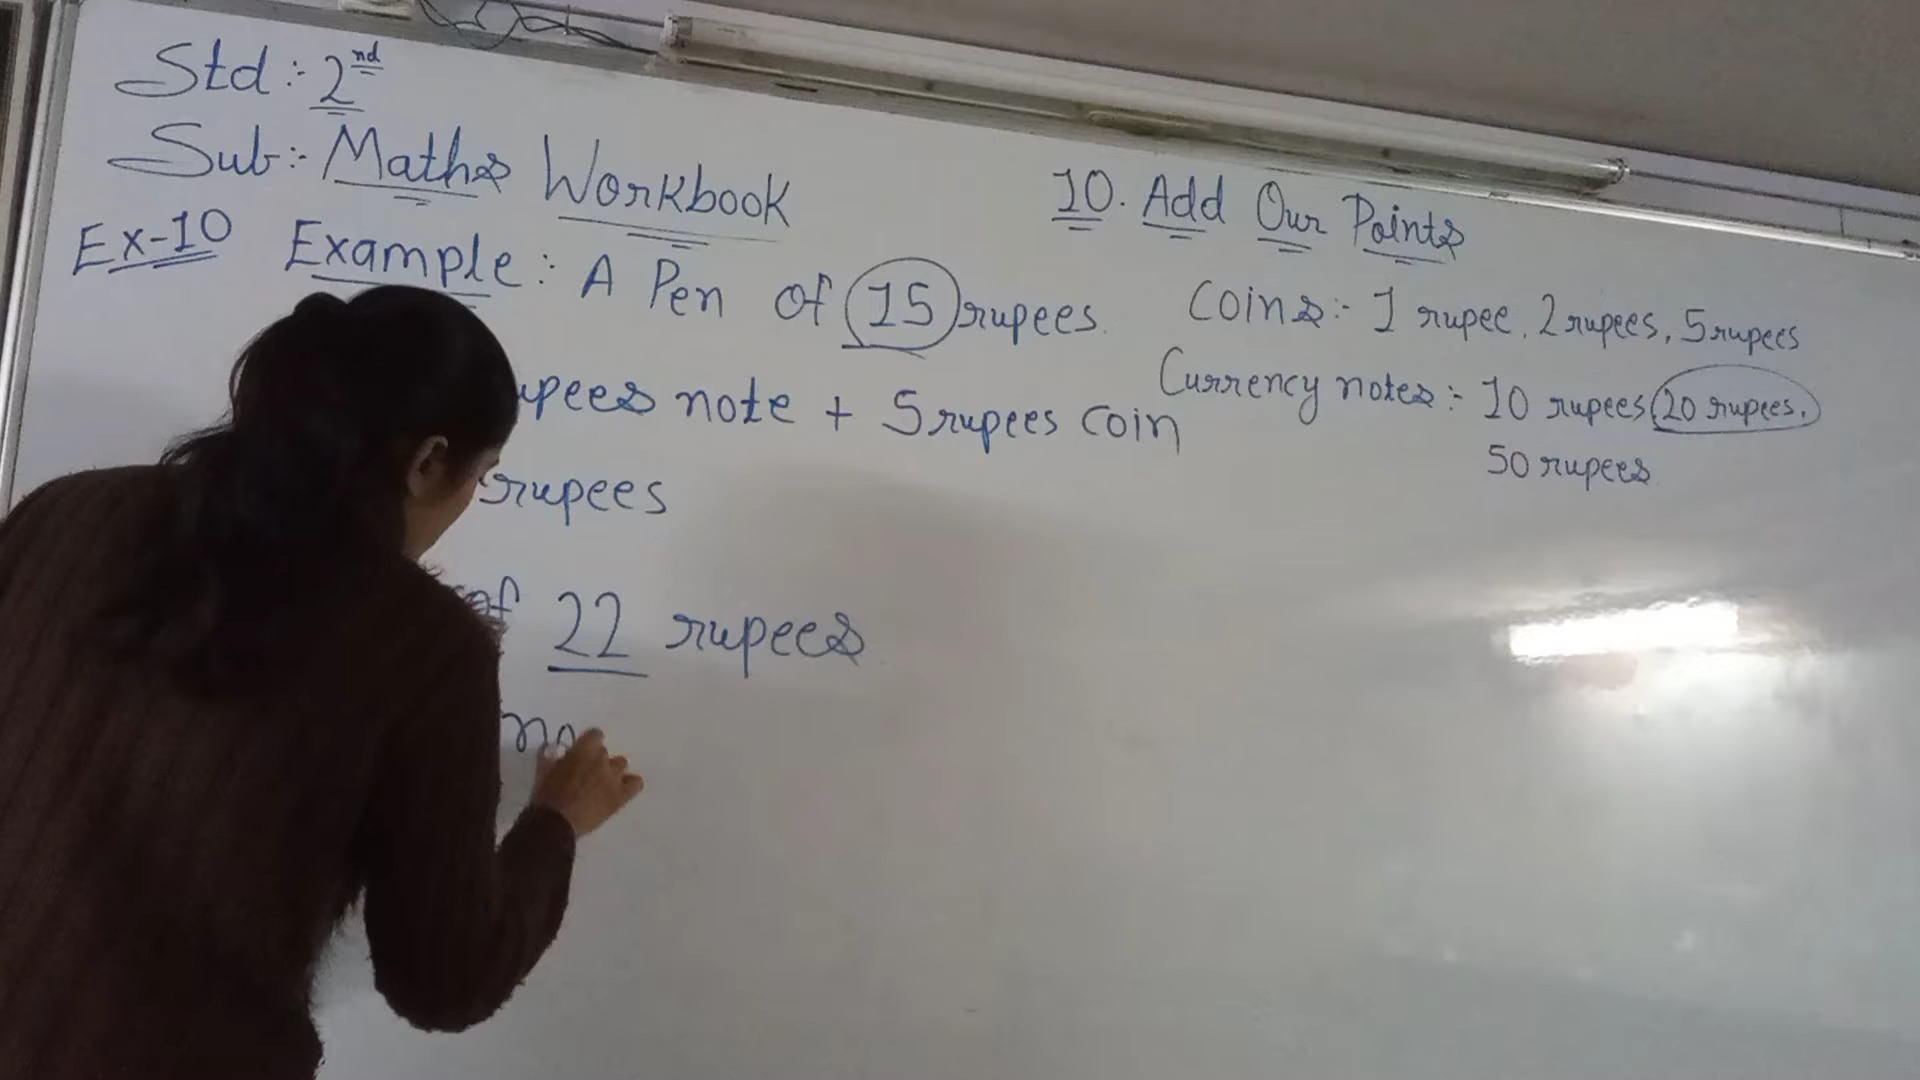 Std :- 2nd
Sub :- Maths Workbook
10. Add Our Points
Ex-10 Example : A Pen of 15 rupees.
rupees note + 5 rupees coin
rupees
of 22 rupees
Coins :- 1 rupee, 2 rupees, 5 rupees
Currency notes :- 10 rupees, 20 rupees,
50 rupees